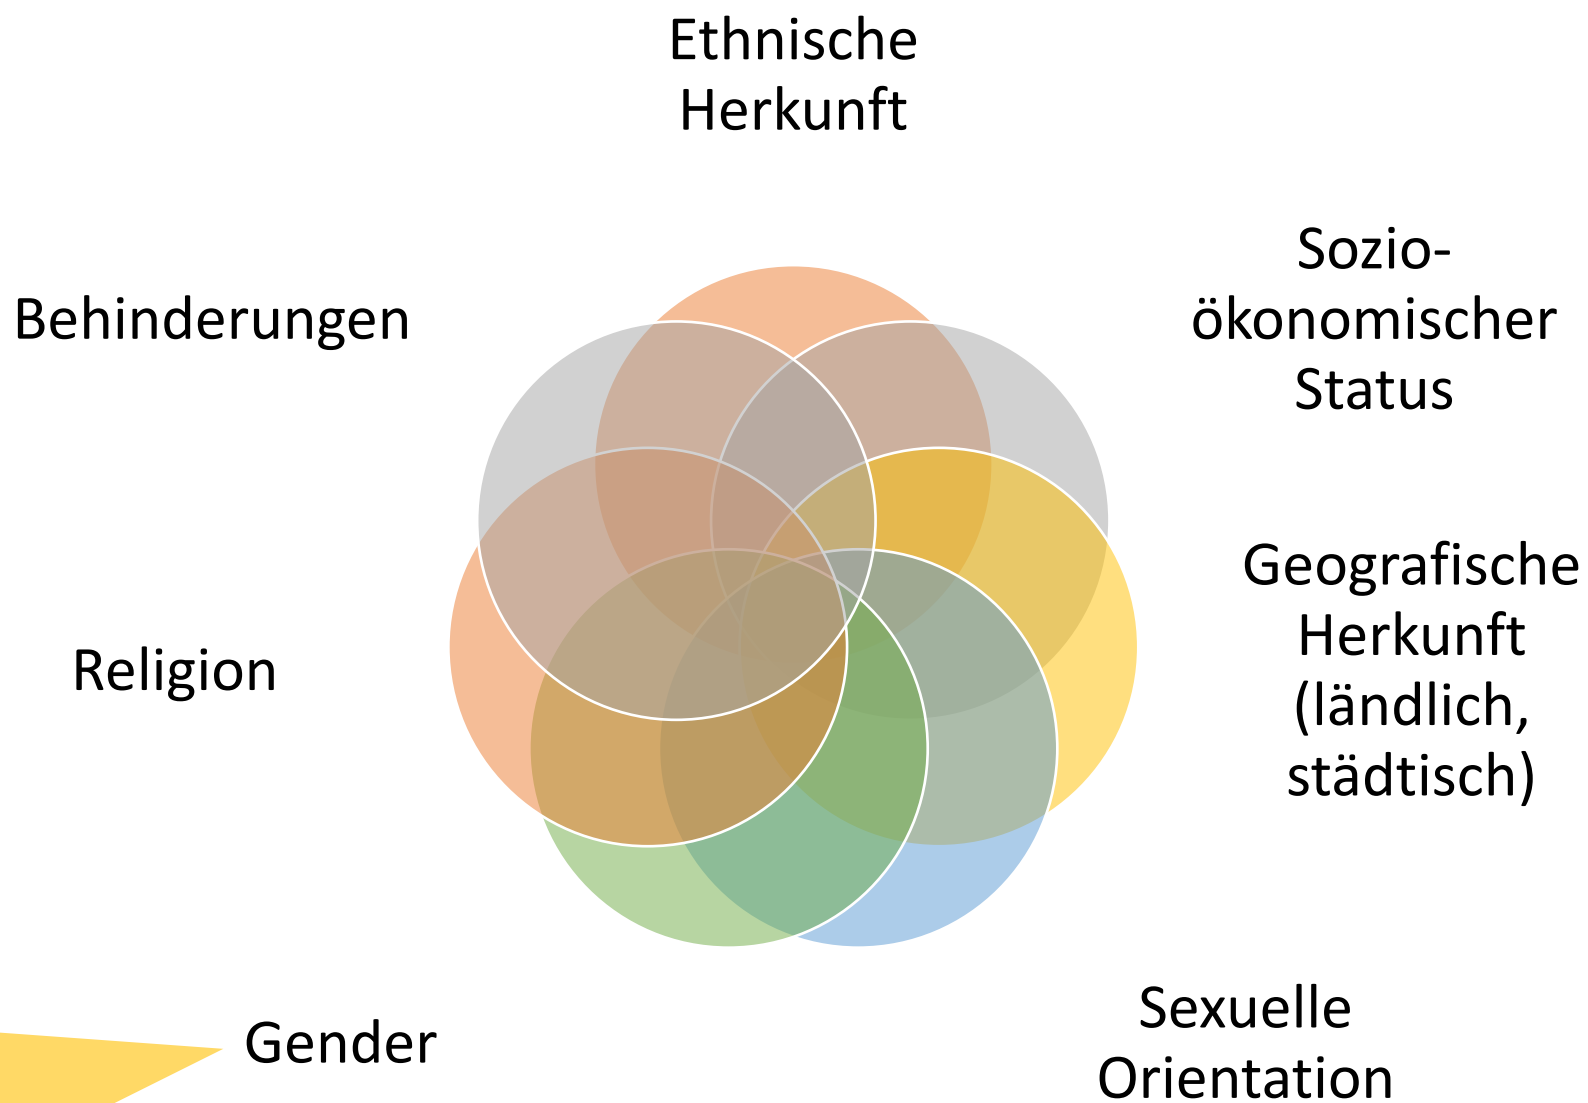 Ethnische
Herkunft
Sozio-
ökonomischer
Status
Geografische
Herkunft
(ländlich,
städtisch)
Sexuelle
Orientation
Gender
Religion
Behinderungen